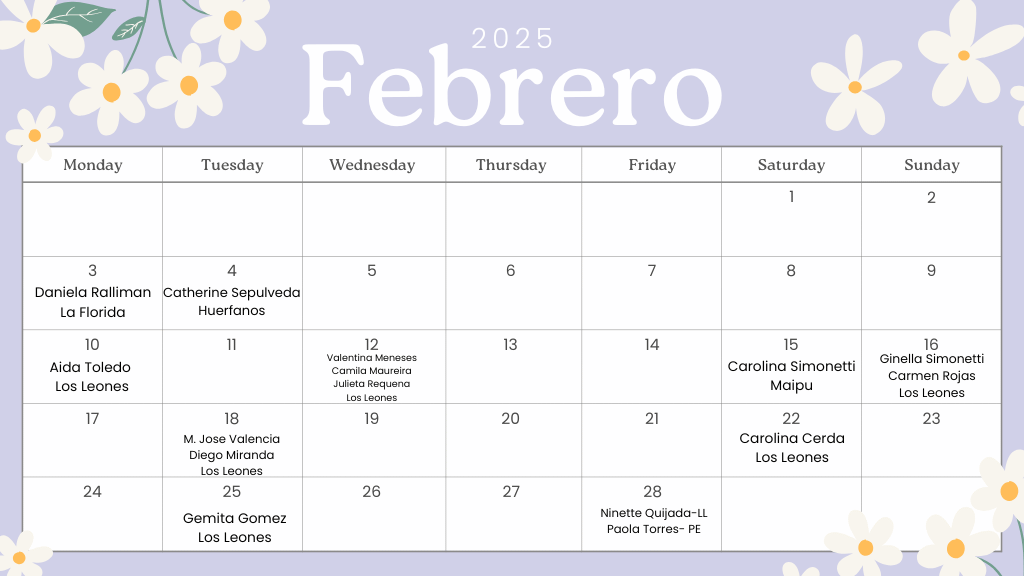 2025
Febrero
Monday Tuesday Wednesday Thursday Friday Saturday Sunday
1 2
3 4 5 6 7 8 9
Daniela Ralliman Catherine Sepulveda
La Florida Huerfanos
10 11 12 13 14 15 16
Valentina Meneses Ginella Simonetti
Aida Toledo Camila Maureira Carolina Simonetti Carmen Rojas
Los Leones Julieta Requena Maipu Los Leones
Los Leones
17 18 19 20 21 22 23
M. Jose Valencia Carolina Cerda
Diego Miranda Los Leones
Los Leones
24 25 26 27 28
Gemita Gomez Ninette Quijada-LL
Los Leones Paola Torres- PE